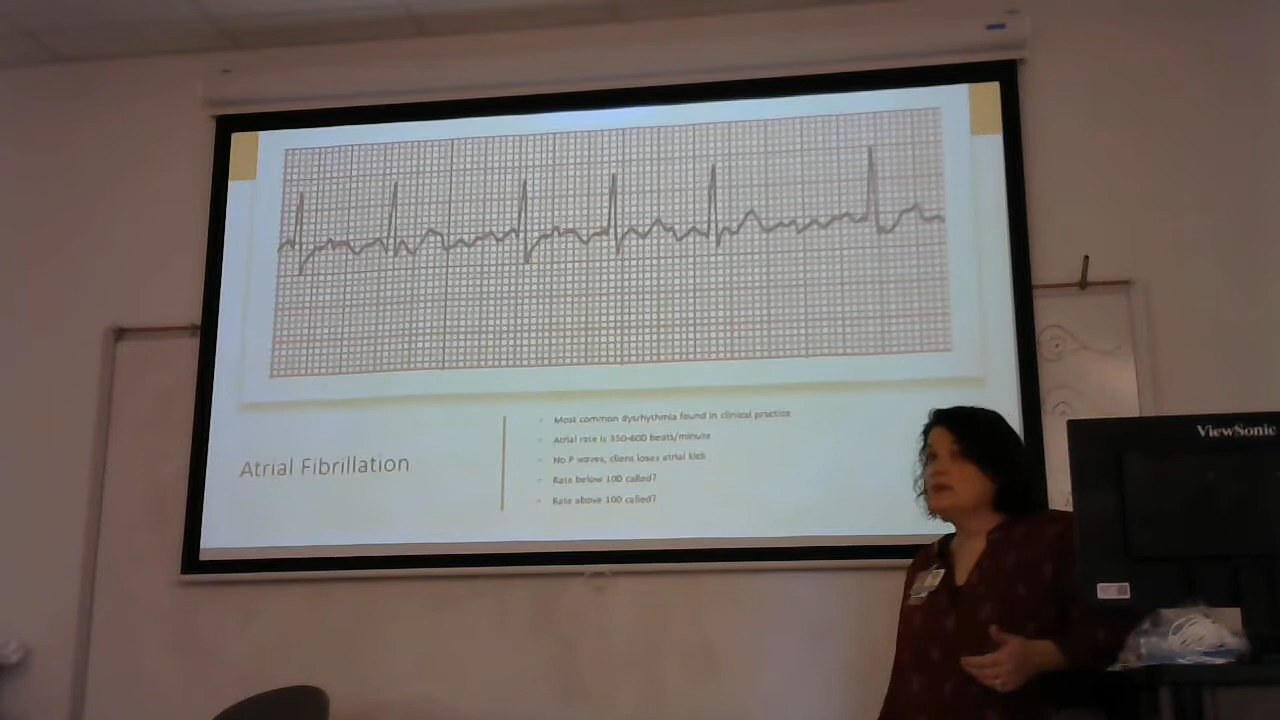 Atrial Fibrillation
Most common dysrhythmia found in clinical practice
Atrial rate is 350-600 beats/minute
No P waves, client loses atrial kick
Rate below 100 called?
Rate above 100 called?
ViewSonic